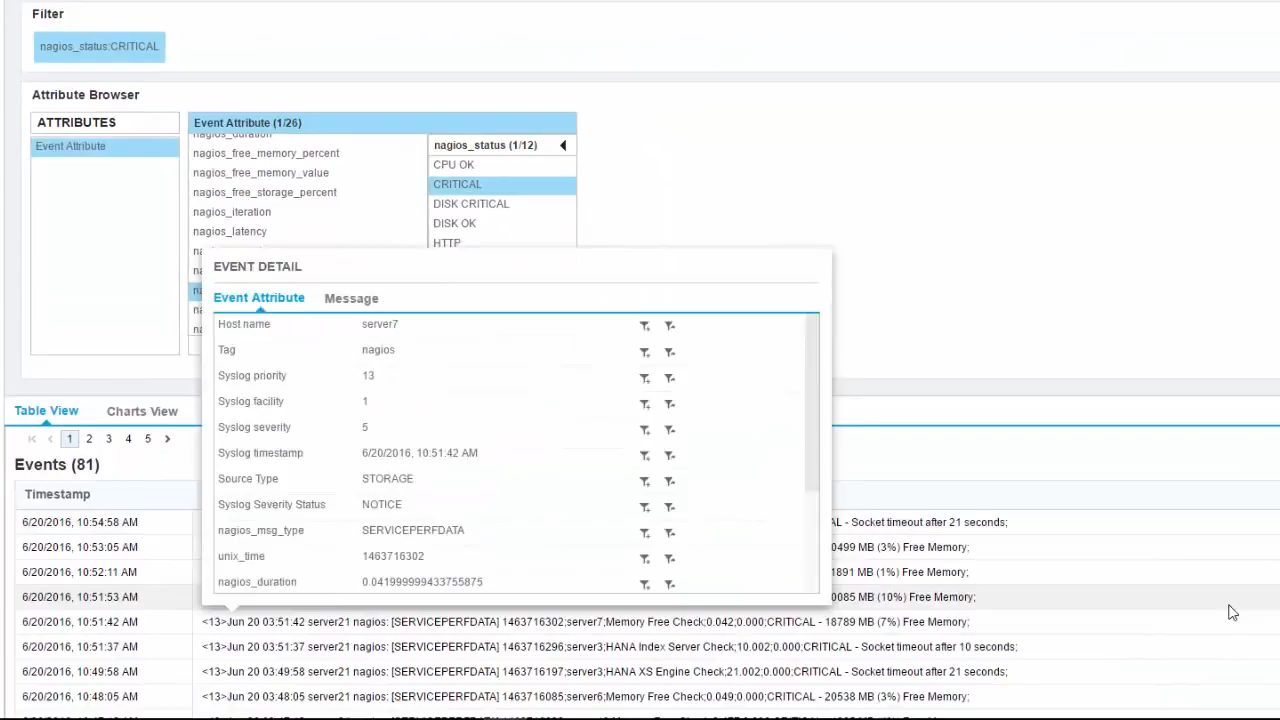 Filter
nagios_status:CRITICAL
Attribute Browser
ATTRIBUTES
Event Attribute
Event Attribute (1/26)
nagios_duration
nagios_free_memory_percent
nagios_free_memory_value
nagios_free_storage_percent
nagios_iteration
nagios_latency
nagios_status (1/12)
CPU OK
CRITICAL
DISK CRITICAL
DISK OK
HTTP
EVENT DETAIL
Event Attribute Message
Host name server7
Tag nagios
Syslog priority 13
Syslog facility 1
Syslog severity 5
Syslog timestamp 6/20/2016, 10:51:42 AM
Source Type STORAGE
Syslog Severity Status NOTICE
nagios_msg_type SERVICEPERFDATA
unix_time 1463716302
nagios_duration 0.041999999433755875
Table View Charts View
1 2 3 4 5
Events (81)
Timestamp
6/20/2016, 10:54:58 AM AL - Socket timeout after 21 seconds;
6/20/2016, 10:53:05 AM 0499 MB (3%) Free Memory;
6/20/2016, 10:52:11 AM 1891 MB (1%) Free Memory;
6/20/2016, 10:51:53 AM 0085 MB (10%) Free Memory;
6/20/2016, 10:51:42 AM <13>Jun 20 03:51:42 server21 nagios: [SERVICEPERFDATA] 1463716302;server7;Memory Free Check;0.042;0.000;CRITICAL - 18789 MB (7%) Free Memory;
6/20/2016, 10:51:37 AM <13>Jun 20 03:51:37 server21 nagios: [SERVICEPERFDATA] 1463716296;server3;HANA Index Server Check;10.002;0.000;CRITICAL - Socket timeout after 10 seconds;
6/20/2016, 10:49:58 AM <13>Jun 20 03:49:58 server21 nagios: [SERVICEPERFDATA] 1463716197;server3;HANA XS Engine Check;21.002;0.000;CRITICAL - Socket timeout after 21 seconds;
6/20/2016, 10:48:05 AM <13>Jun 20 03:48:05 server21 nagios: [SERVICEPERFDATA] 1463716085;server6;Memory Free Check;0.049;0.000;CRITICAL - 20538 MB (3%) Free Memory;